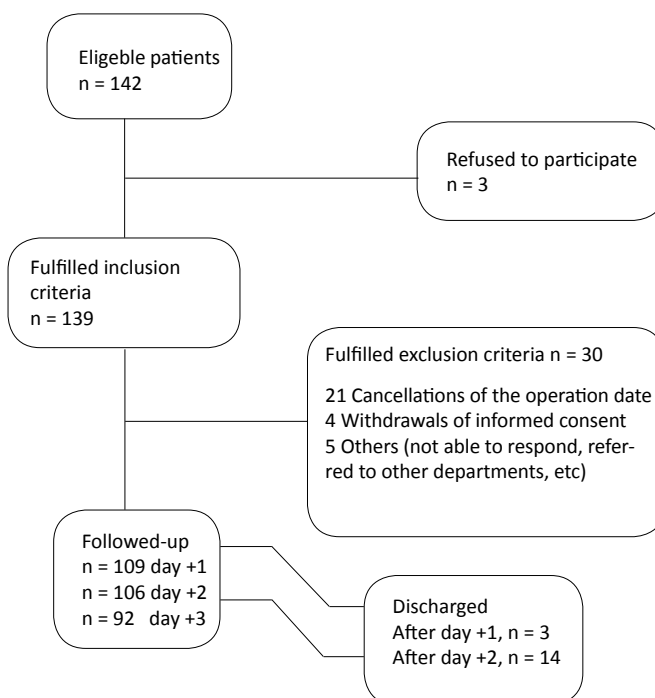 Eligeble patients
n = 142
Refused to participate
n = 3
Fulfilled inclusion
criteria
n = 139
Fulfilled exclusion criteria n = 30
21 Cancellations of the operation date
4 Withdrawals of informed consent
5 Others (not able to respond, refer-
red to other departments, etc)
Followed-up
n = 109 day +1
n = 106 day +2
n = 92 day +3
Discharged
After day +1, n = 3
After day +2, n = 14